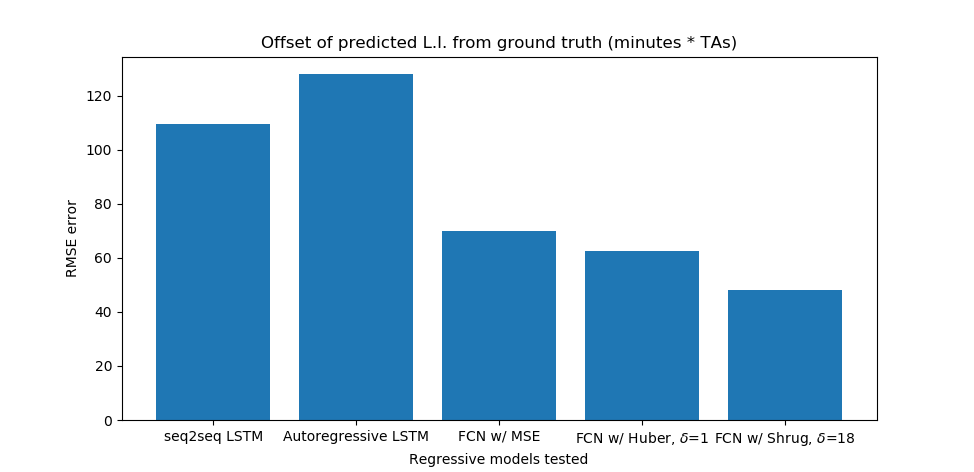 Offset of predicted L.I. from ground truth (minutes * TAs)
120
100
80
60
40
20
0
RMSE error
seq2seq LSTM Autoregressive LSTM FCN w/ MSE FCN w/ Huber, δ=1 FCN w/ Shrug, δ=18
Regressive models tested